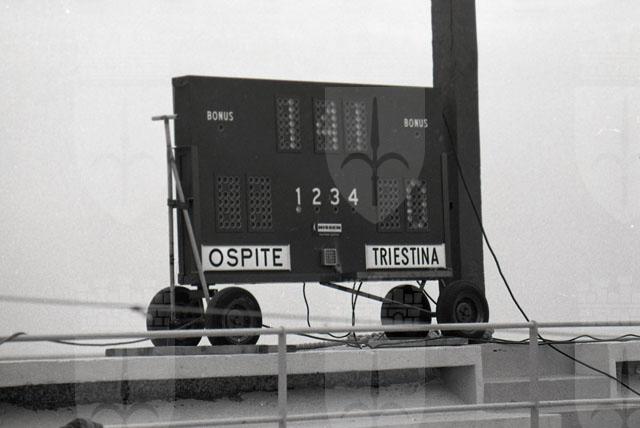 BONUS
BONUS
1 2 3 4
OSPITE
TRIESTINA